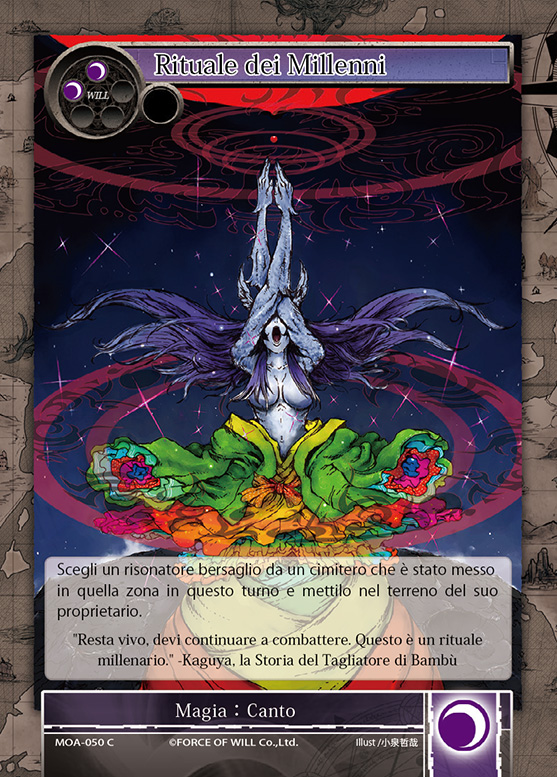 Rituale dei Millenni
WILL
Scegli un risonatore bersaglio da un cimitero che è stato messo
in quella zona in questo turno e mettilo nel terreno del suo
proprietario.
"Resta vivo, devi continuare a combattere. Questo è un rituale
millenario." -Kaguya, la Storia del Tagliatore di Bambù
Magia : Canto
MOA-050 C ©FORCE OF WILL Co.,Ltd. Illust /小泉哲哉